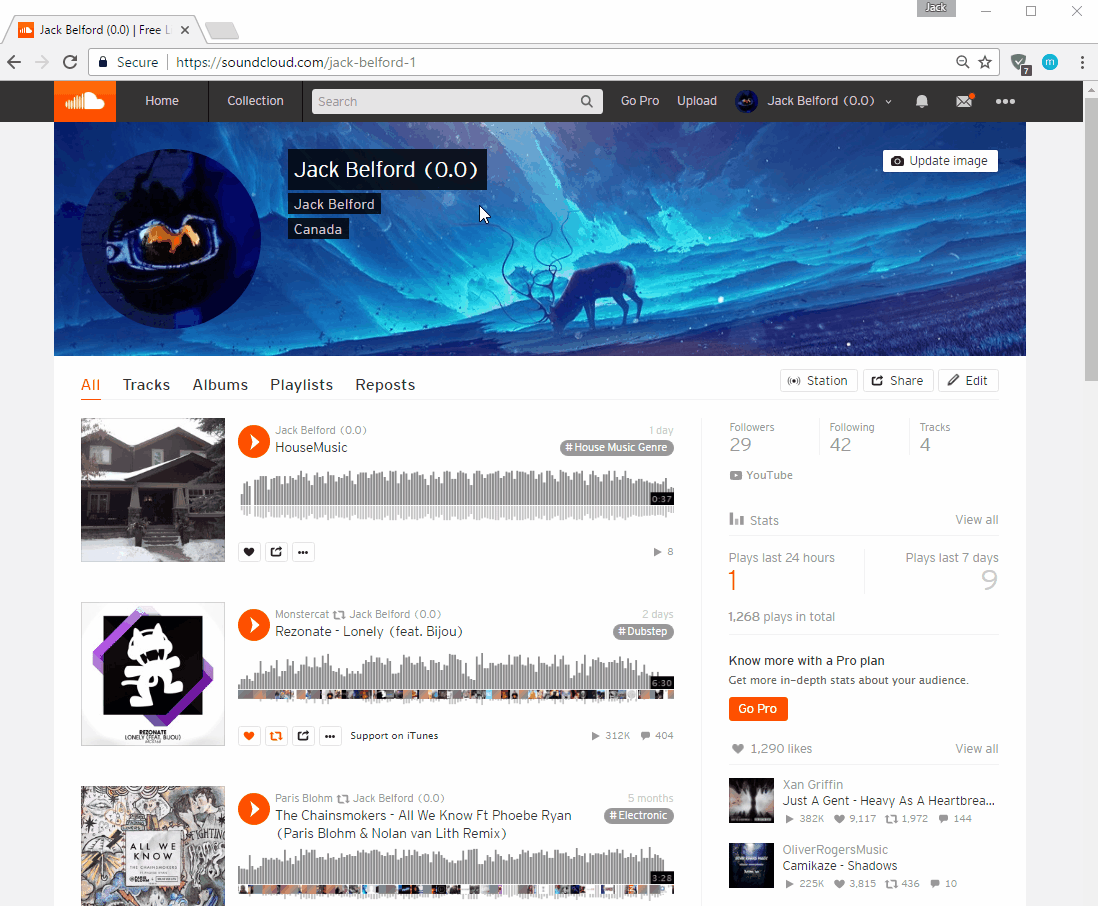 Jack
Jack Belford (0.0) | Free L
Secure https://soundcloud.com/jack-belford-1
7
m
Home Collection Search Go Pro Upload Jack Belford (0.0)
Jack Belford (0.0)
Update image
Jack Belford
Canada
All Tracks Albums Playlists Reposts
Station Share Edit
Jack Belford (0.0) 1 day
HouseMusic # House Music Genre
0:37
8
Monstercat Jack Belford (0.0) 2 days
Rezonate - Lonely (feat. Bijou) # Dubstep
6:30
REZONATE
LONELY (FEAT. BIJOU)
Support on iTunes 312K 404
Paris Blohm Jack Belford (0.0) 5 months
The Chainsmokers - All We Know Ft Phoebe Ryan # Electronic
(Paris Blohm & Nolan van Lith Remix)
ALL WE
KNOW
THE CHAINSMOKERS
3:28
Followers Following Tracks
29 42 4
YouTube
Stats View all
Plays last 24 hours Plays last 7 days
1 9
1,268 plays in total
Know more with a Pro plan
Get more in-depth stats about your audience.
Go Pro
1,290 likes View all
Xan Griffin
Just A Gent - Heavy As A Heartbrea...
382K 9,117 1,972 144
OliverRogersMusic
Camikaze - Shadows
225K 3,815 436 10